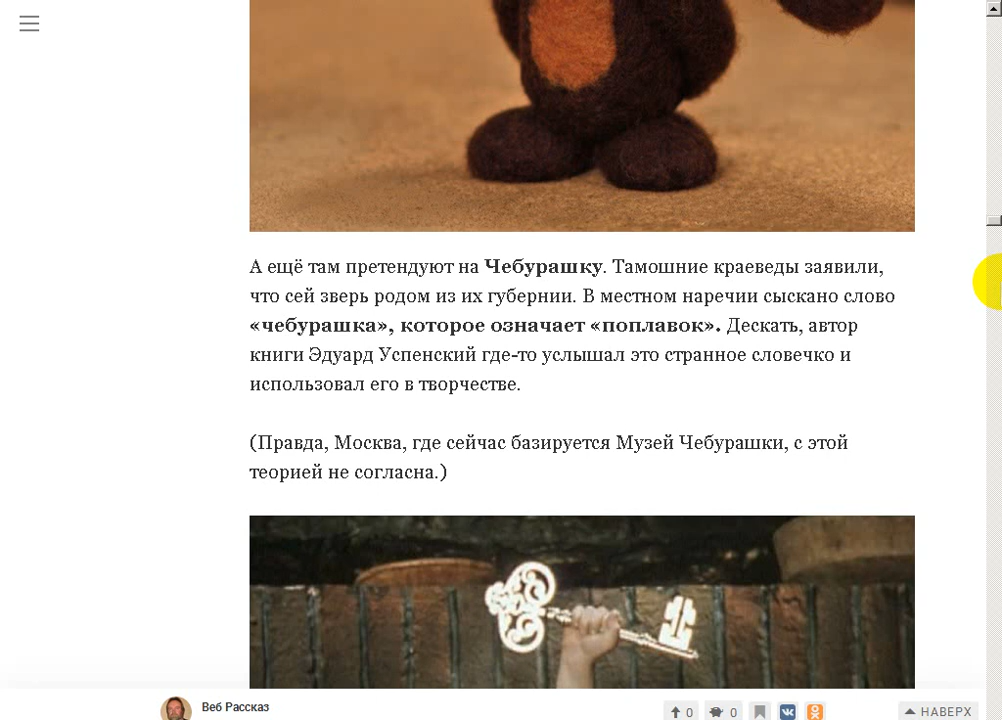 А ещё там претендуют на Чебурашку. Тамошние краеведы заявили,
что сей зверь родом из их губернии. В местном наречии сыскано слово
«чебурашка», которое означает «поплавок». Дескать, автор
книги Эдуард Успенский где-то услышал это странное словечко и
использовал его в творчестве.
(Правда, Москва, где сейчас базируется Музей Чебурашки, с этой
теорией не согласна.)
Веб Рассказ
0
0
НАВЕРХ